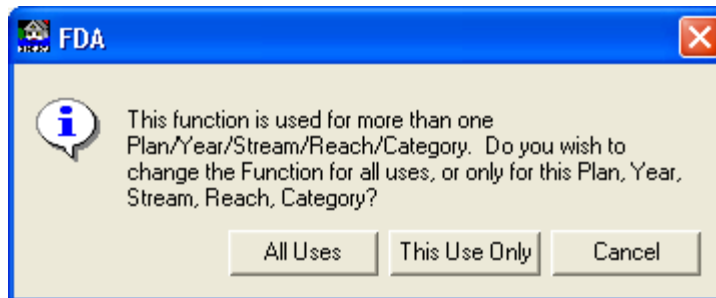 FDA
This function is used for more than one
Plan/Year/Stream/Reach/Category.  Do you wish to
change the Function for all uses, or only for this Plan, Year,
Stream, Reach, Category?
All Uses
This Use Only
Cancel